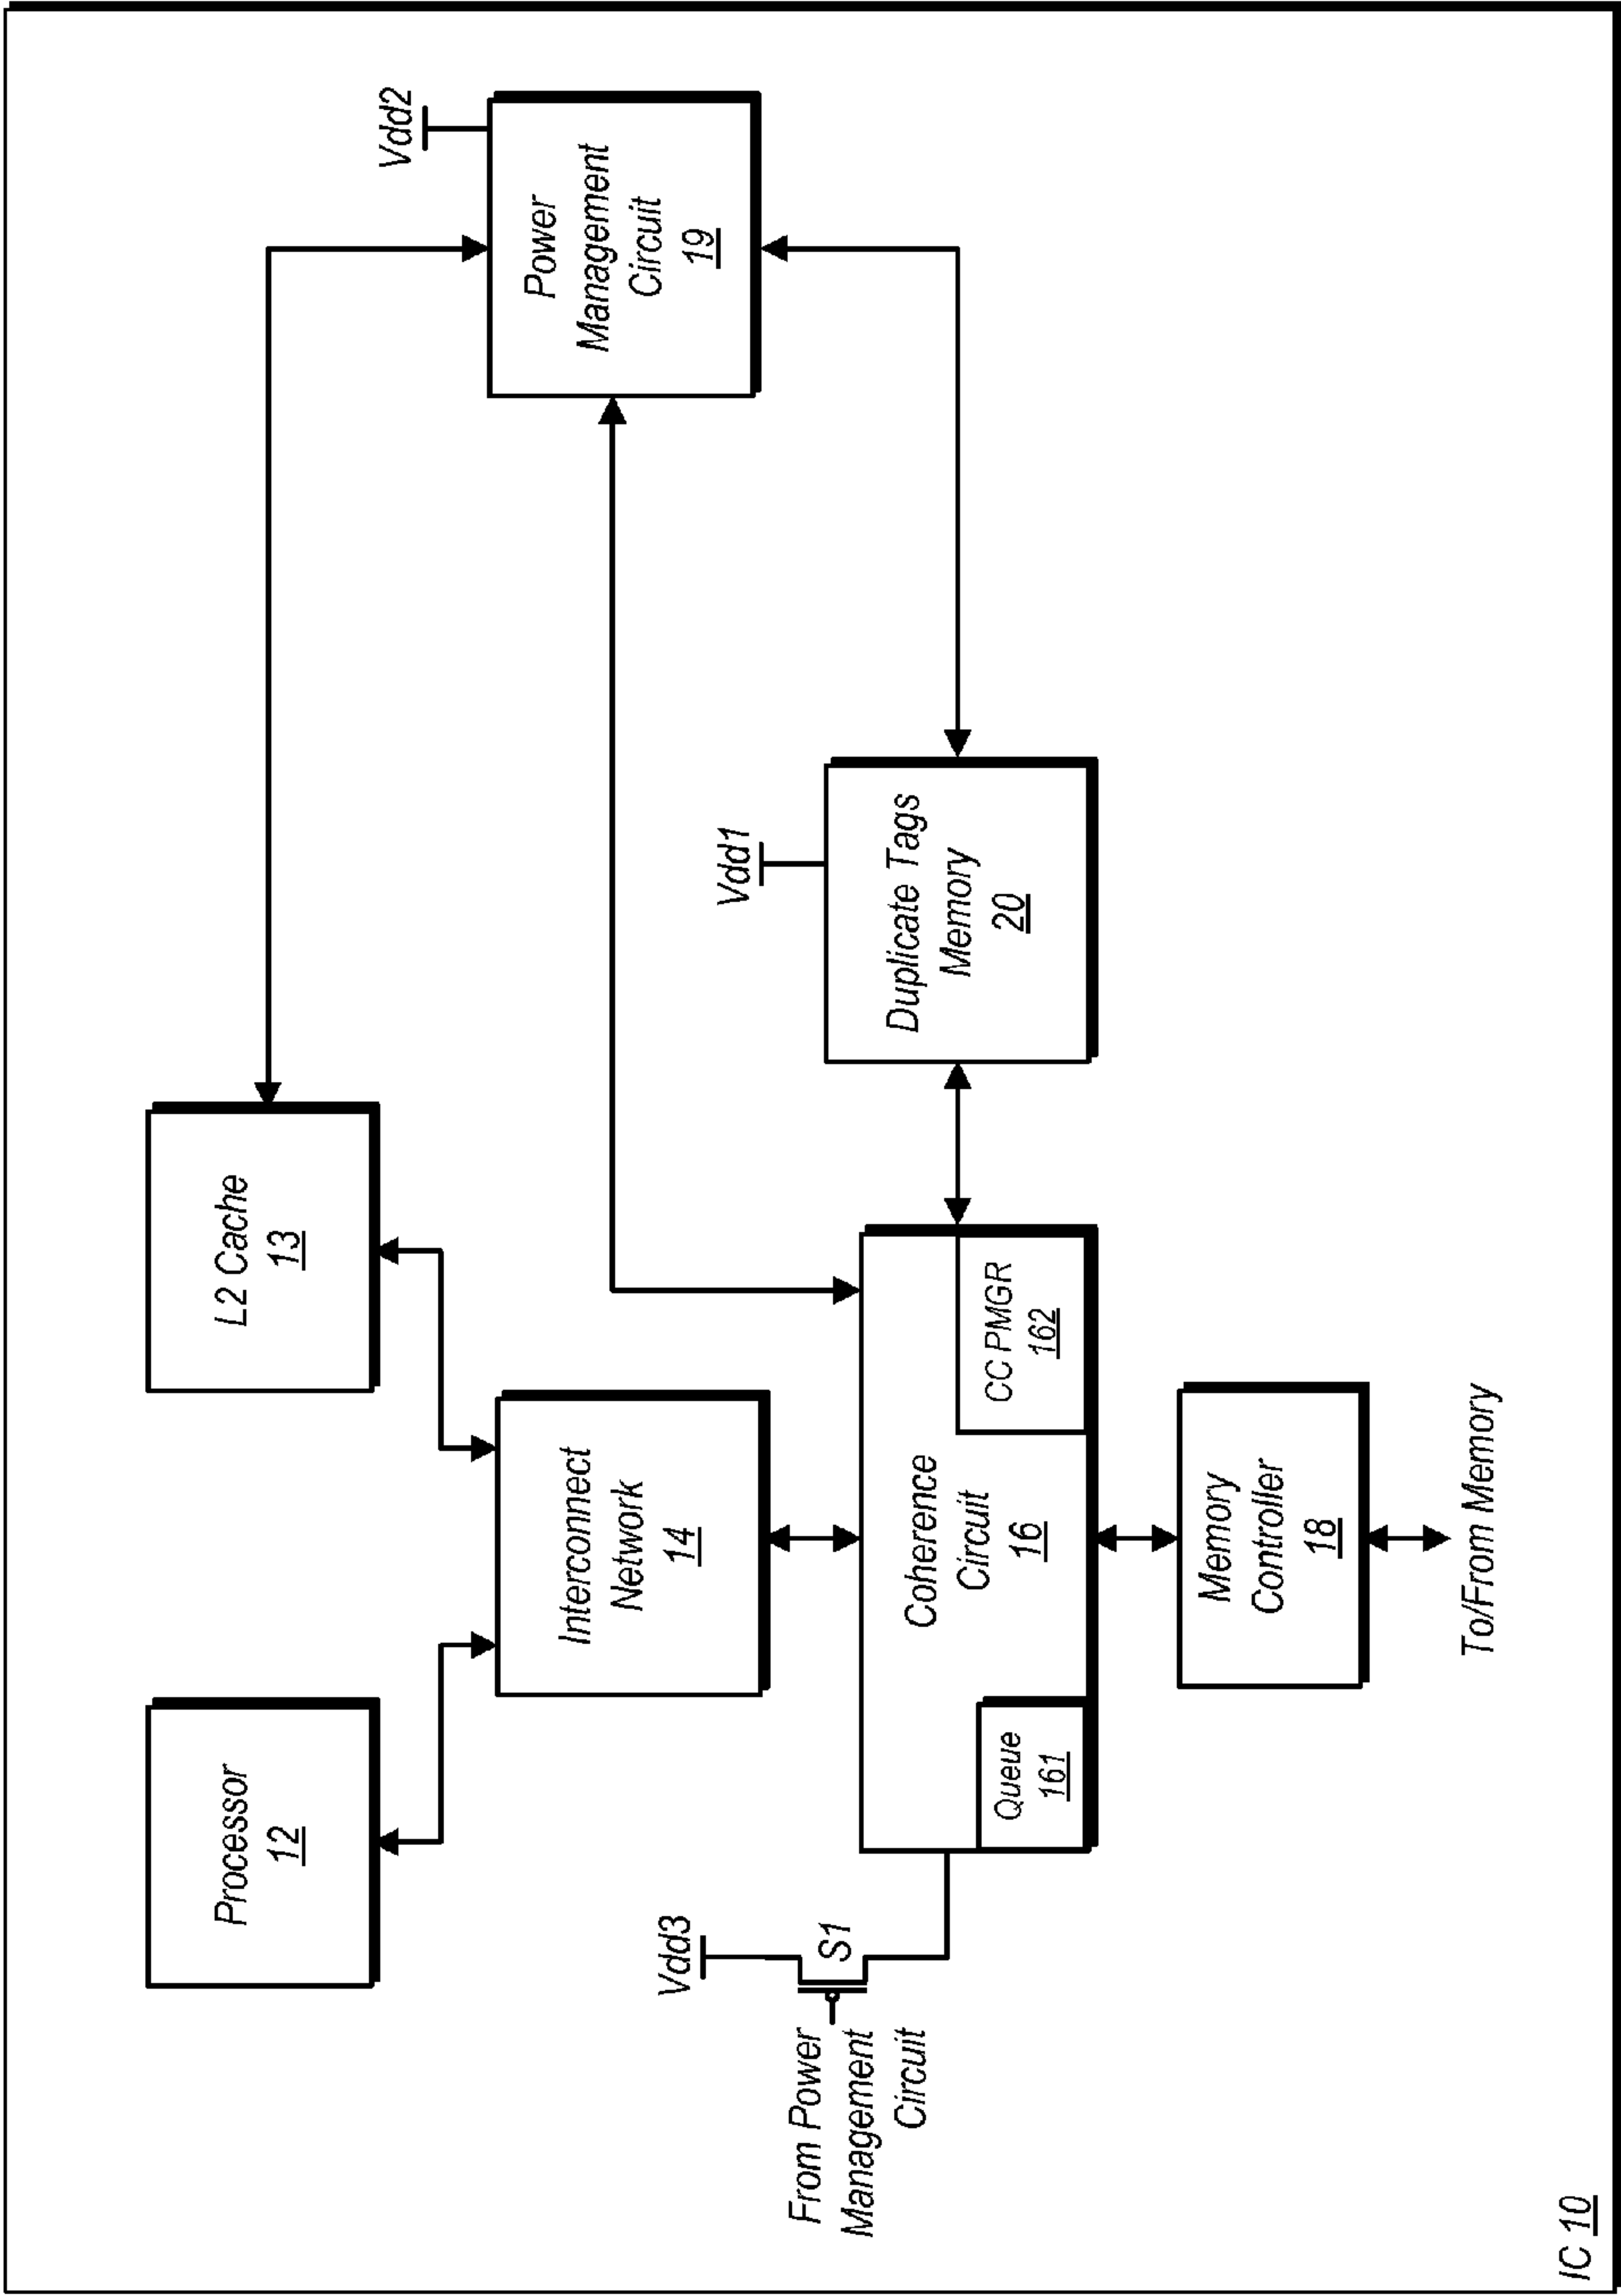 Processor
12
L2 Cache
13
Vdd2
Interconnect
Network
14
Power
Management
Circuit
19
Vdd3
S1
From Power
Management
Circuit
Vdd1
Coherence
Circuit
16
Queue
161
CC PMGR
162
Duplicate Tags
Memory
20
Memory
Controller
18
To/From Memory
IC 10